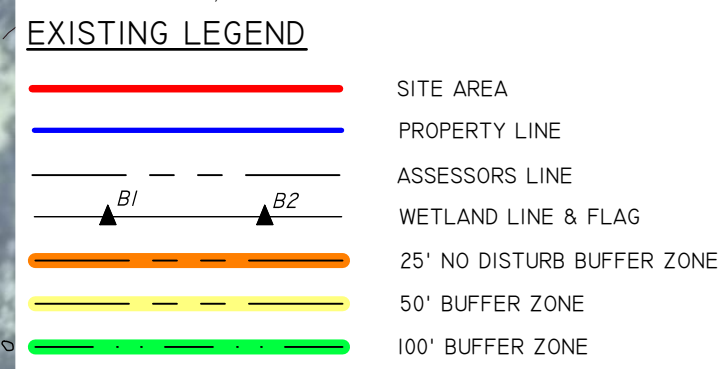 EXISTING LEGEND
SITE AREA
PROPERTY LINE
ASSESSORS LINE
B1 B2 WETLAND LINE & FLAG
25' NO DISTURB BUFFER ZONE
50' BUFFER ZONE
100' BUFFER ZONE